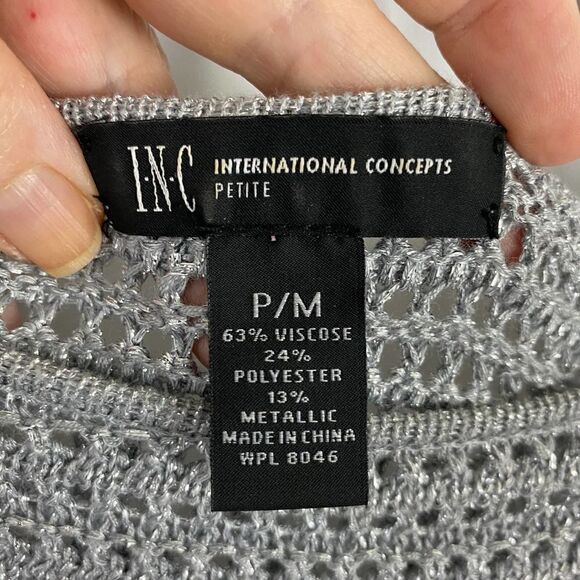 I·N·C INTERNATIONAL CONCEPTS
PETITE
P/M
63% VISCOSE
24%
POLYESTER
13%
METALLIC
MADE IN CHINA
WPL 8046